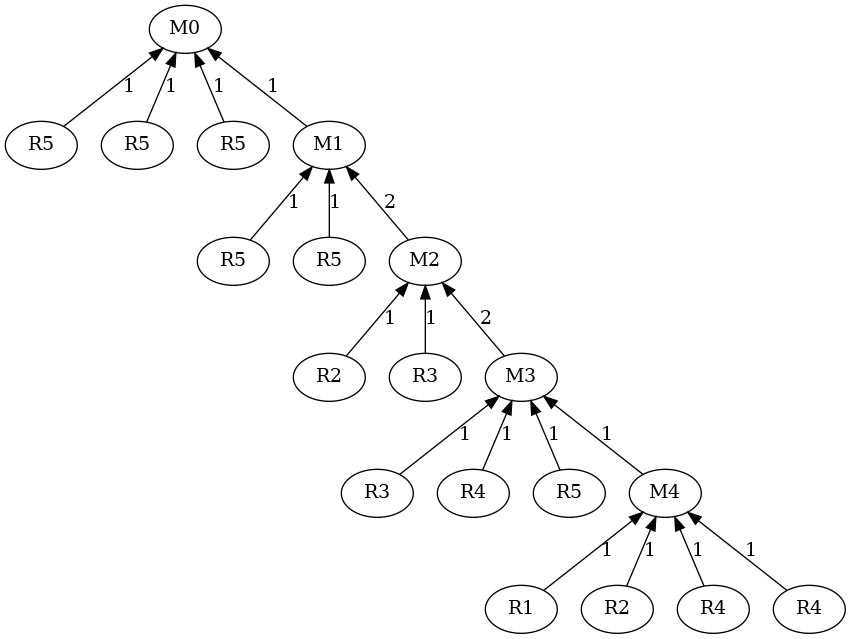 M0
1 1 1 1
R5 R5 R5 M1
1 1 2
R5 R5 M2
1 1 2
R2 R3 M3
1 1 1 1
R3 R4 R5 M4
1 1 1 1
R1 R2 R4 R4